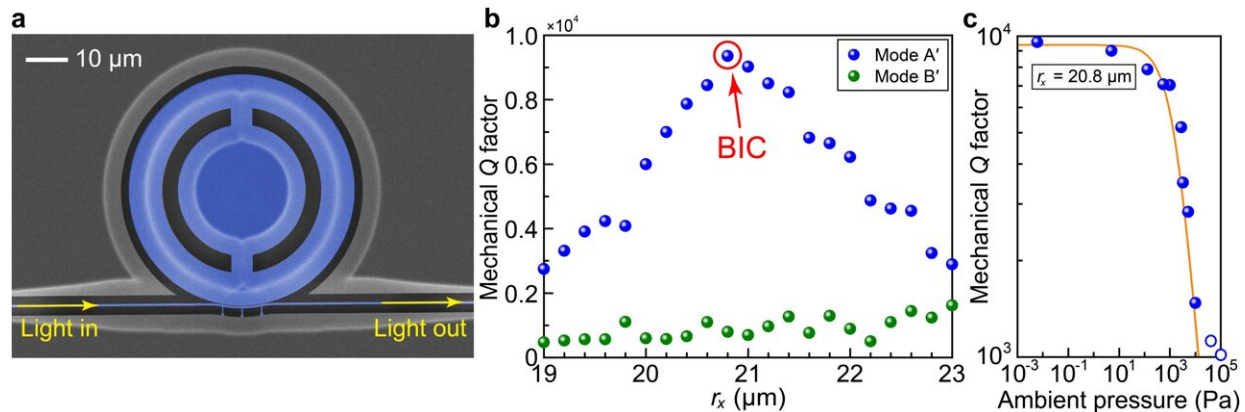 a
10 μm
Light in
Light out
b
×10⁴
Mechanical Q factor
1.0
0.8
0.6
0.4
0.2
0
Mode A′
Mode B′
BIC
19
20
21
22
23
rₓ (μm)
c
Mechanical Q factor
10⁴
10³
rₓ = 20.8 μm
10⁻³ 10⁻¹ 10¹ 10³ 10⁵
Ambient pressure (Pa)